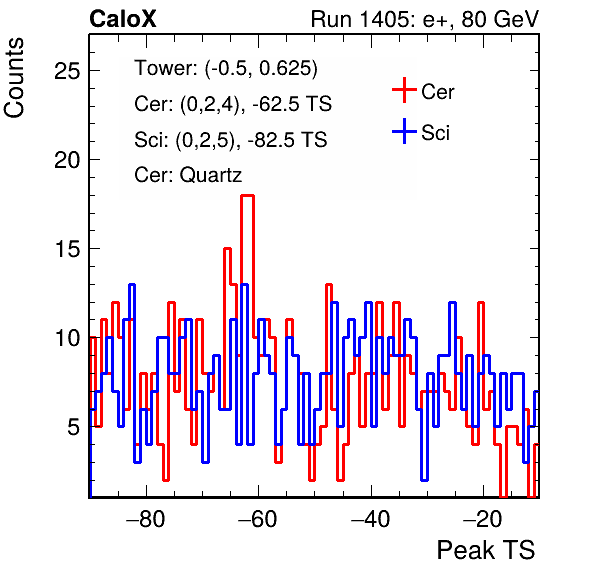 CaloX Run 1405: e+, 80 GeV
Counts
Tower: (-0.5, 0.625)
Cer: (0,2,4), -62.5 TS
Sci: (0,2,5), -82.5 TS
Cer: Quartz
Cer
Sci
25
20
15
10
5
−80 −60 −40 −20
Peak TS